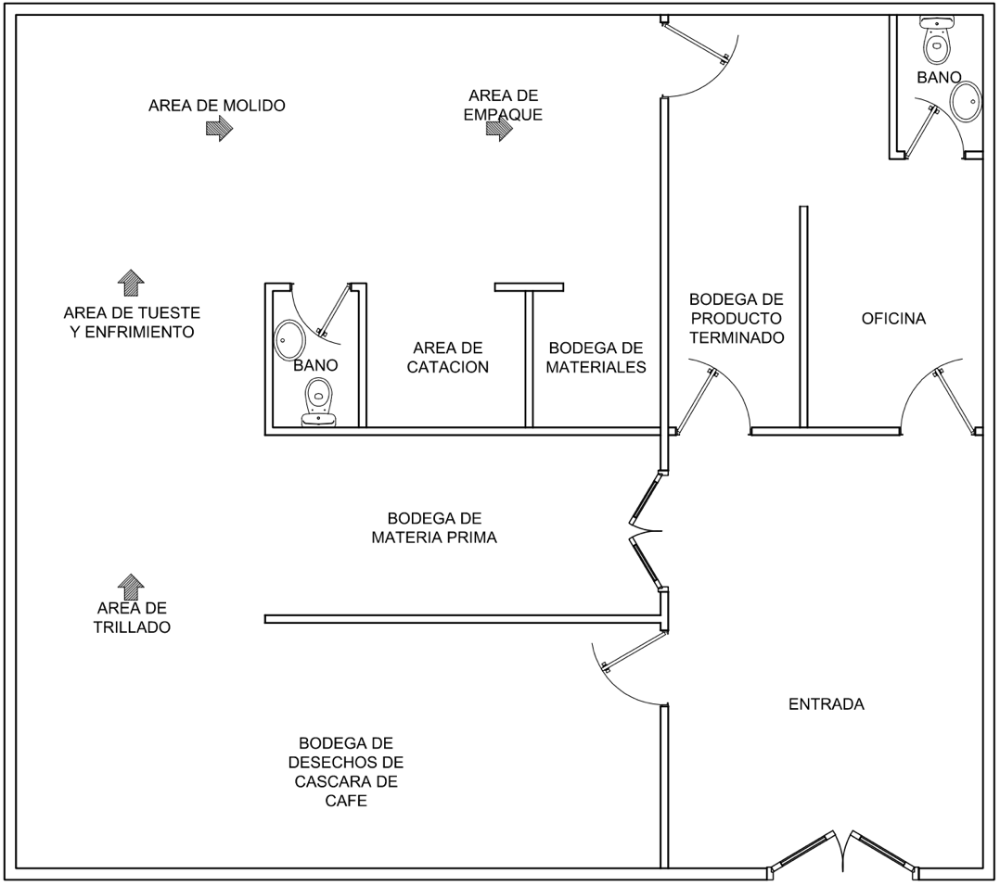 BANO
AREA DE MOLIDO
AREA DE
EMPAQUE
AREA DE TUESTE
Y ENFRIMIENTO
BANO
AREA DE
CATACION
BODEGA DE
MATERIALES
BODEGA DE
PRODUCTO
TERMINADO
OFICINA
BODEGA DE
MATERIA PRIMA
AREA DE
TRILLADO
ENTRADA
BODEGA DE
DESECHOS DE
CASCARA DE
CAFE